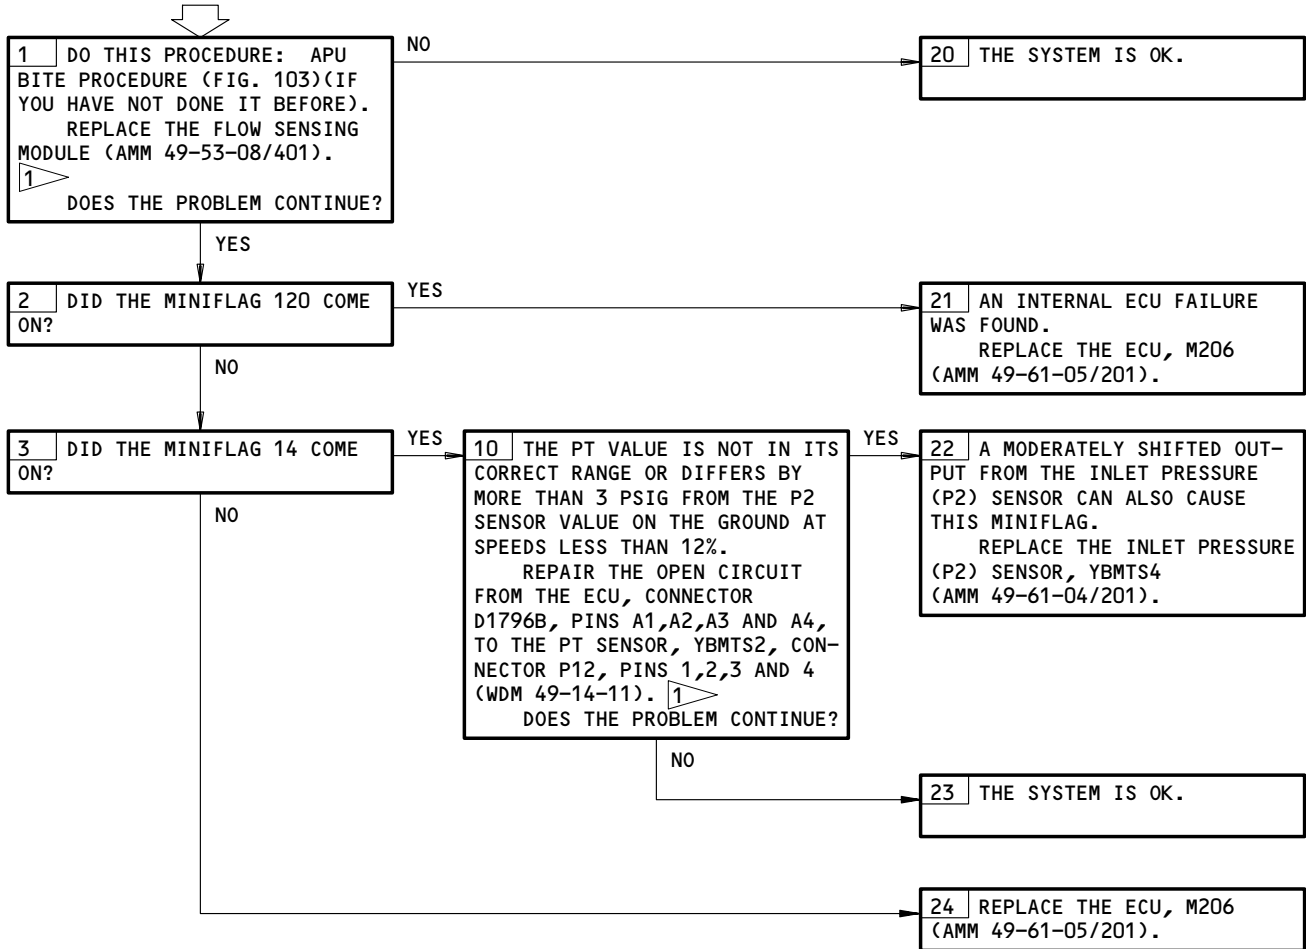 1 DO THIS PROCEDURE: APU
BITE PROCEDURE (FIG. 103)(IF
YOU HAVE NOT DONE IT BEFORE).
REPLACE THE FLOW SENSING
MODULE (AMM 49-53-08/401).
1
DOES THE PROBLEM CONTINUE?
NO
20 THE SYSTEM IS OK.
YES
2 DID THE MINIFLAG 120 COME
ON?
YES
21 AN INTERNAL ECU FAILURE
WAS FOUND.
REPLACE THE ECU, M206
(AMM 49-61-05/201).
NO
3 DID THE MINIFLAG 14 COME
ON?
YES
10 THE PT VALUE IS NOT IN ITS
CORRECT RANGE OR DIFFERS BY
MORE THAN 3 PSIG FROM THE P2
SENSOR VALUE ON THE GROUND AT
SPEEDS LESS THAN 12%.
REPAIR THE OPEN CIRCUIT
FROM THE ECU, CONNECTOR
D1796B, PINS A1,A2,A3 AND A4,
TO THE PT SENSOR, YBMTS2, CON-
NECTOR P12, PINS 1,2,3 AND 4
(WDM 49-14-11). 1
DOES THE PROBLEM CONTINUE?
YES
22 A MODERATELY SHIFTED OUT-
PUT FROM THE INLET PRESSURE
(P2) SENSOR CAN ALSO CAUSE
THIS MINIFLAG.
REPLACE THE INLET PRESSURE
(P2) SENSOR, YBMTS4
(AMM 49-61-04/201).
NO
NO
23 THE SYSTEM IS OK.
24 REPLACE THE ECU, M206
(AMM 49-61-05/201).